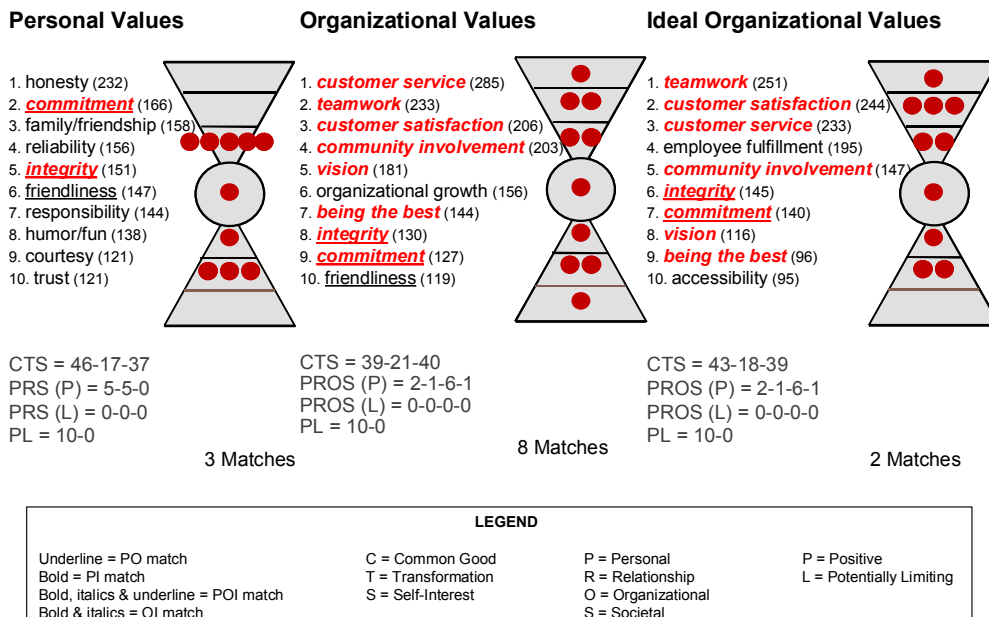 Personal Values
1. honesty (232)
2. commitment (166)
3. family/friendship (158)
4. reliability (156)
5. integrity (151)
6. friendliness (147)
7. responsibility (144)
8. humor/fun (138)
9. courtesy (121)
10. trust (121)
CTS = 46-17-37
PRS (P) = 5-5-0
PRS (L) = 0-0-0
PL = 10-0
3 Matches
Organizational Values
1. customer service (285)
2. teamwork (233)
3. customer satisfaction (206)
4. community involvement (203)
5. vision (181)
6. organizational growth (156)
7. being the best (144)
8. integrity (130)
9. commitment (127)
10. friendliness (119)
CTS = 39-21-40
PROS (P) = 2-1-6-1
PROS (L) = 0-0-0-0
PL = 10-0
8 Matches
Ideal Organizational Values
1. teamwork (251)
2. customer satisfaction (244)
3. customer service (233)
4. employee fulfillment (195)
5. community involvement (147)
6. integrity (145)
7. commitment (140)
8. vision (116)
9. being the best (96)
10. accessibility (95)
CTS = 43-18-39
PROS (P) = 2-1-6-1
PROS (L) = 0-0-0-0
PL = 10-0
2 Matches
LEGEND
Underline = PO match
Bold = PI match
Bold, italics & underline = POI match
Bold & italics = OI match
C = Common Good
T = Transformation
S = Self-Interest
P = Personal
R = Relationship
O = Organizational
S = Societal
P = Positive
L = Potentially Limiting